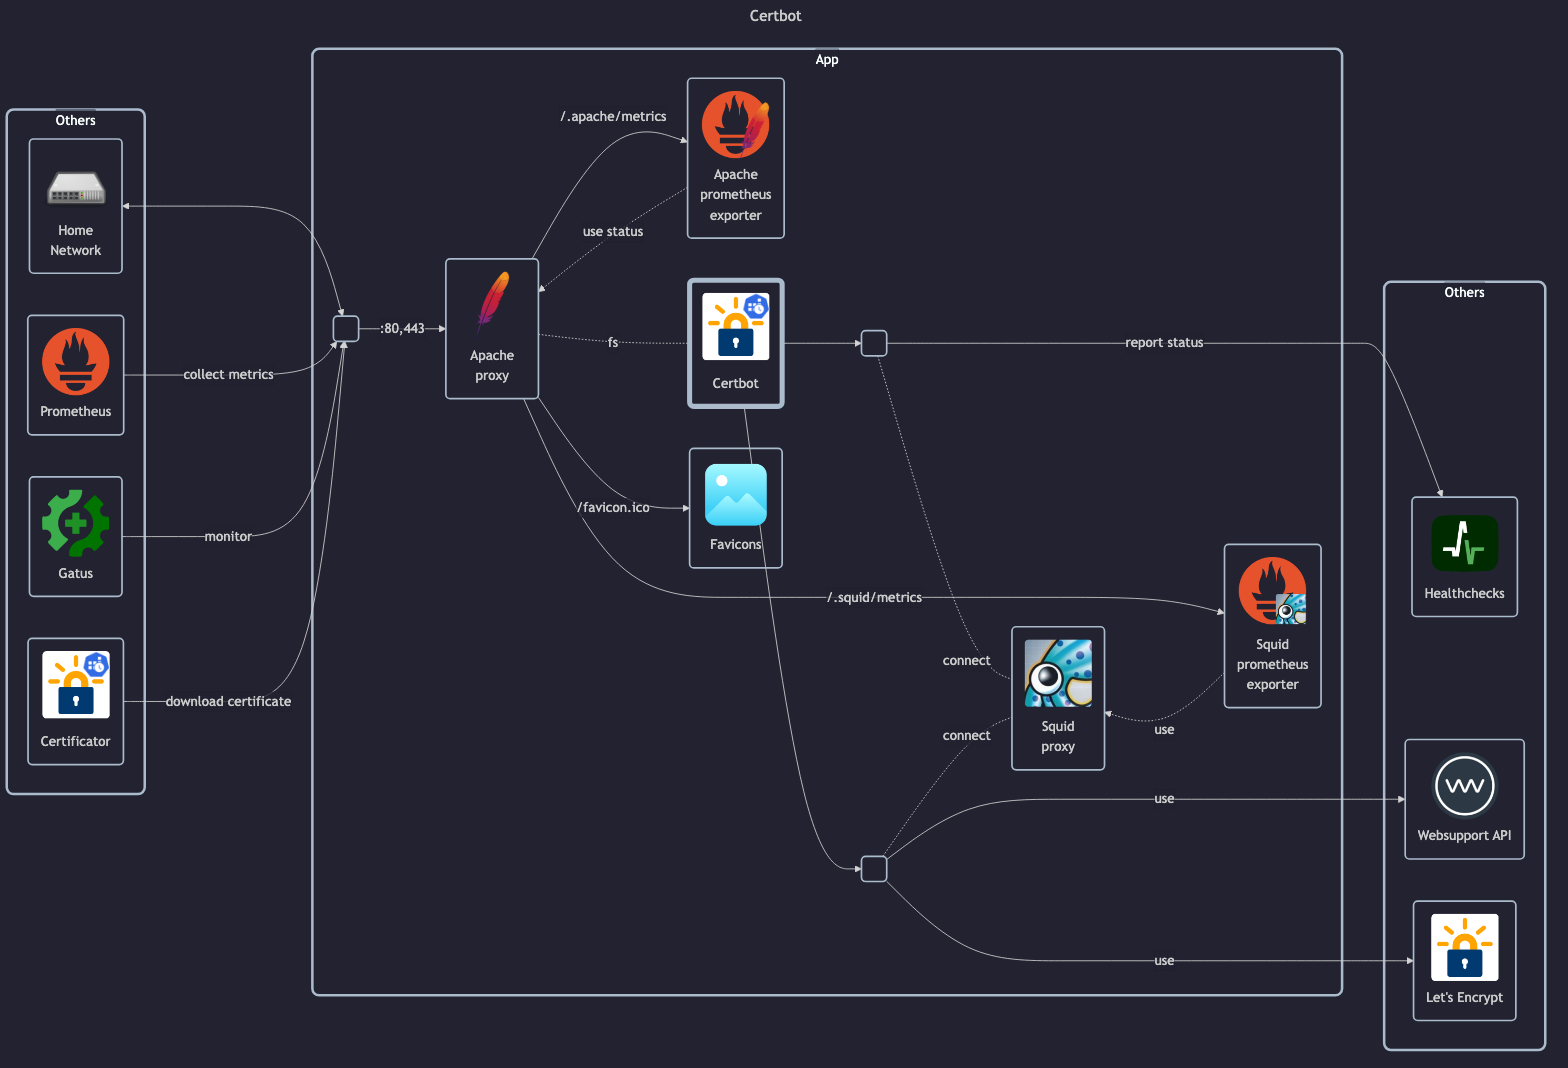 Certbot
App
Others
Home
Network
Prometheus
Gatus
Certificator
collect metrics
monitor
download certificate
:80,443
Apache
proxy
/.apache/metrics
use status
fs
/favicon.ico
/.squid/metrics
Apache
prometheus
exporter
Certbot
Favicons
connect
connect
Squid
proxy
report status
use
use
use
Squid
prometheus
exporter
Others
Healthchecks
Websupport API
Let's Encrypt